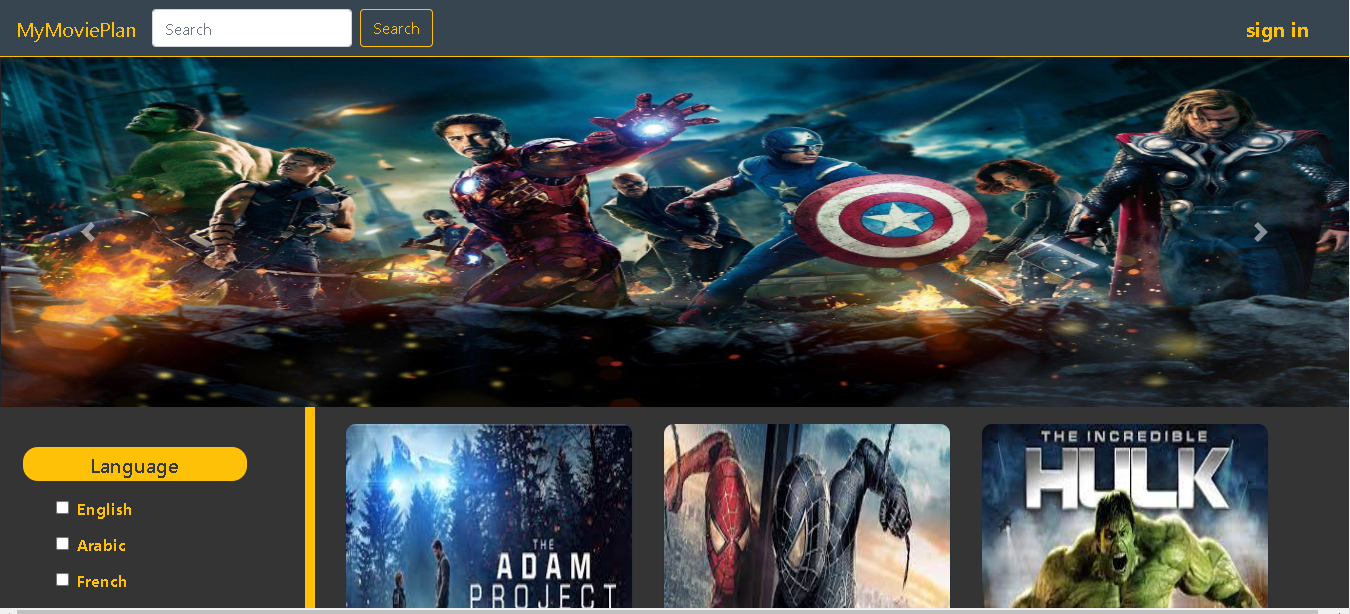 MyMoviePlan
Search
Search
sign in
Language
English
Arabic
French
THE
ADAM
PROJECT
THE INCREDIBLE
HULK